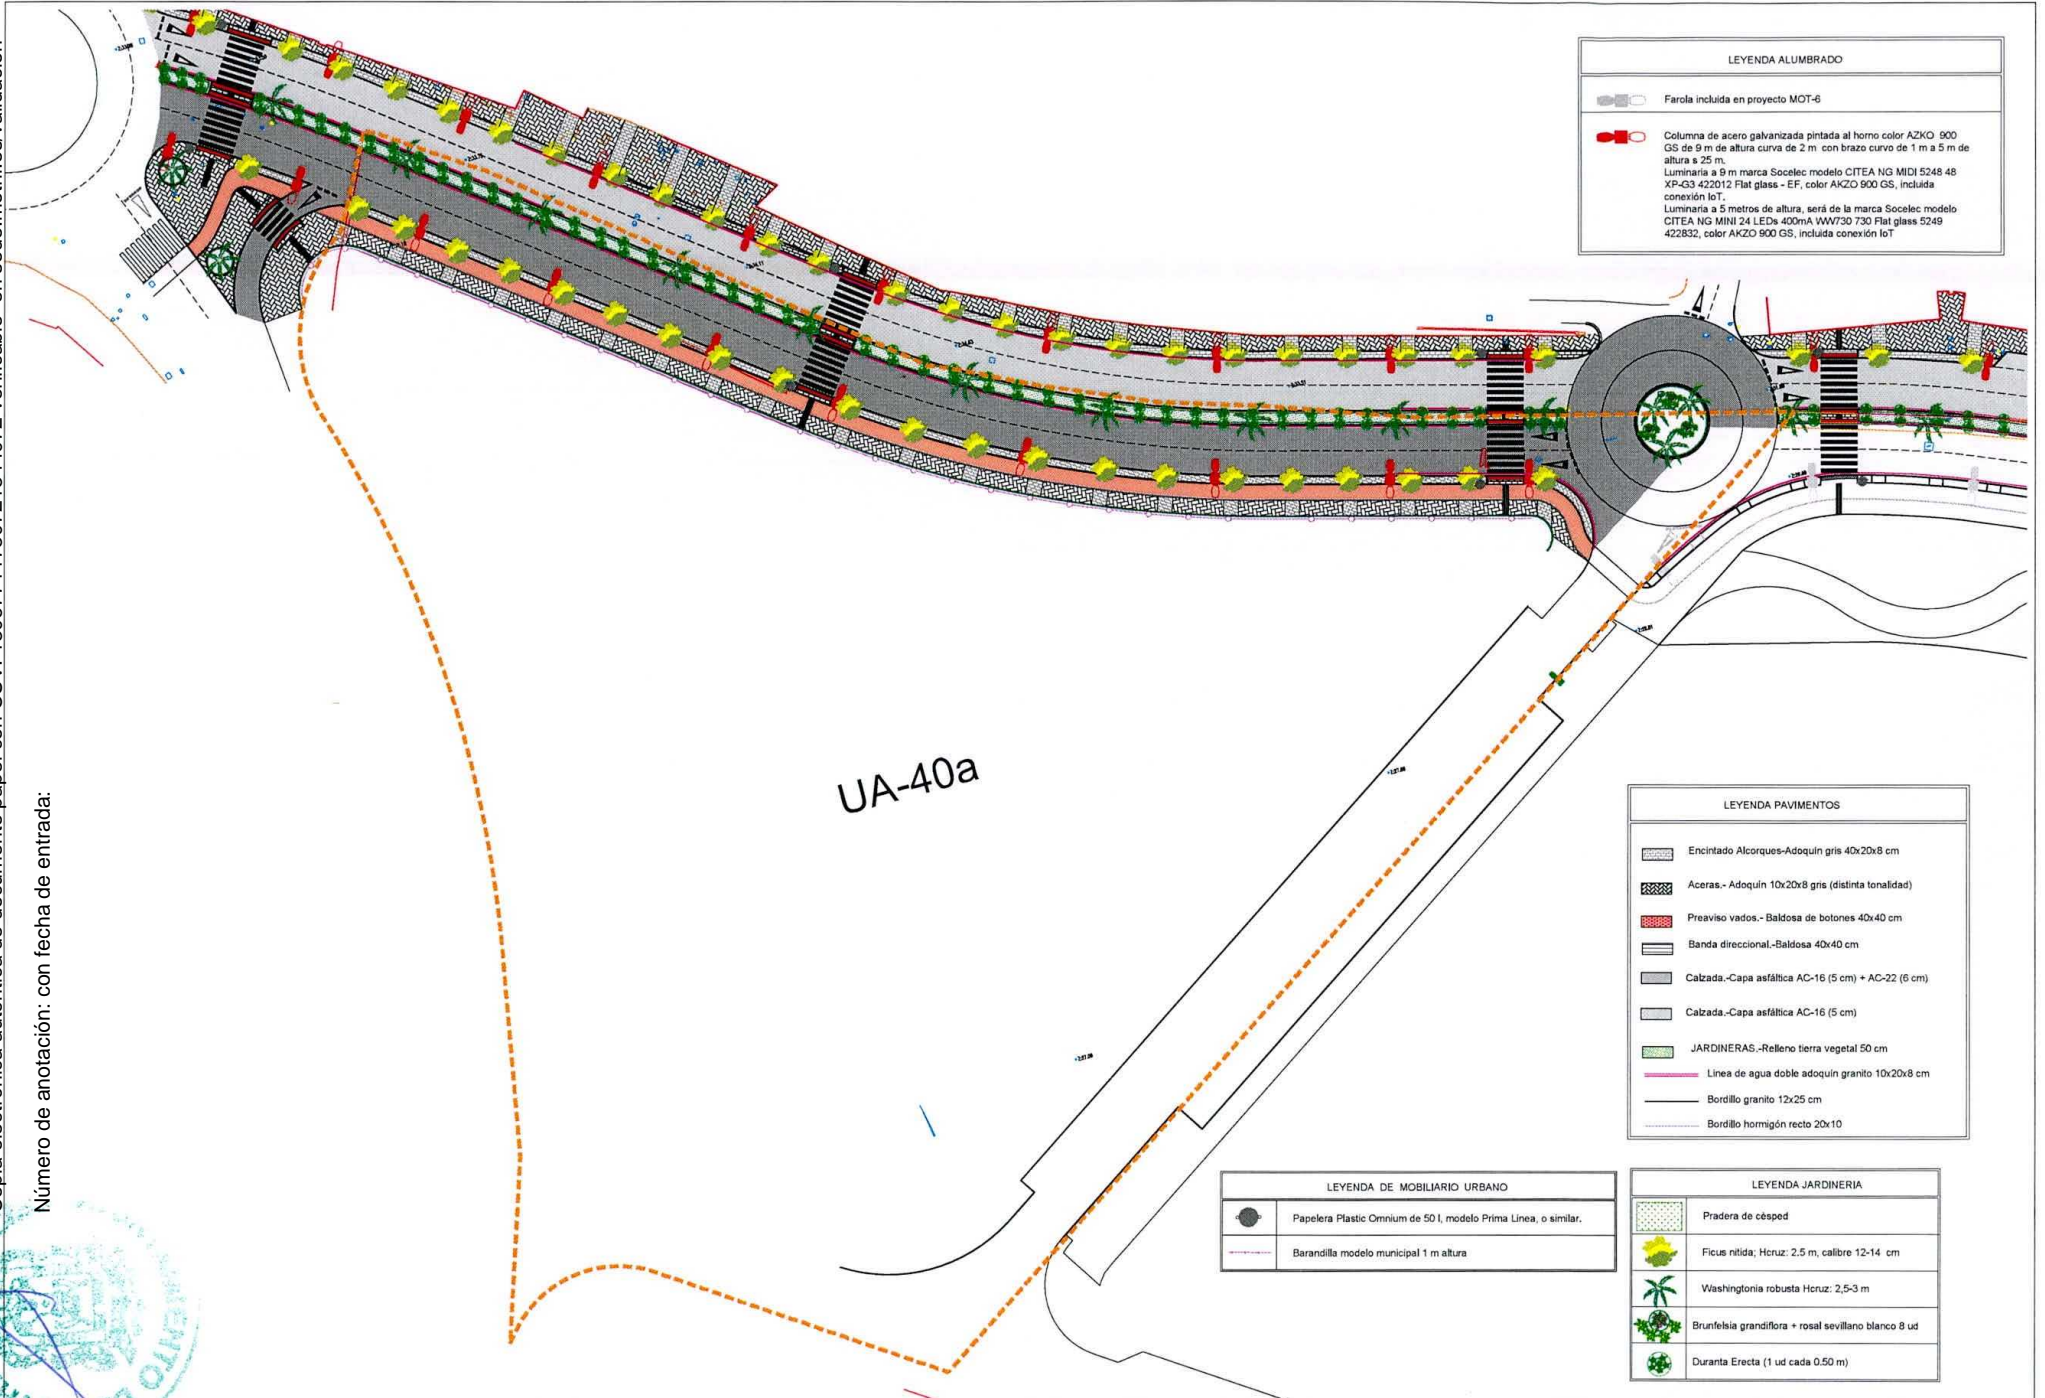 Número de anotación: con fecha de entrada:
LEYENDA ALUMBRADO
Farola incluida en proyecto MOT-6
Columna de acero galvanizada pintada al horno color AZKO 900
GS de 9 m de altura curva de 2 m con brazo curvo de 1 m a 5 m de
altura s 25 m.
Luminaria a 9 m marca Socelec modelo CITEA NG MIDI 5248 48
XP-G3 422012 Flat glass - EF, color AKZO 900 GS, incluida
conexión IoT.
Luminaria a 5 metros de altura, será de la marca Socelec modelo
CITEA NG MINI 24 LEDs 400mA WW730 730 Flat glass 5249
422832, color AKZO 900 GS, incluida conexión IoT
UA-40a
LEYENDA PAVIMENTOS
Encintado Alcorques-Adoquín gris 40x20x8 cm
Aceras.- Adoquín 10x20x8 gris (distinta tonalidad)
Preaviso vados.- Baldosa de botones 40x40 cm
Banda direccional.-Baldosa 40x40 cm
Calzada.-Capa asfáltica AC-16 (5 cm) + AC-22 (6 cm)
Calzada.-Capa asfáltica AC-16 (5 cm)
JARDINERAS.-Relleno tierra vegetal 50 cm
Linea de agua doble adoquín granito 10x20x8 cm
Bordillo granito 12x25 cm
Bordillo hormigón recto 20x10
LEYENDA DE MOBILIARIO URBANO
Papelera Plastic Omnium de 50 l, modelo Prima Linea, o similar.
Barandilla modelo municipal 1 m altura
LEYENDA JARDINERIA
Pradera de césped
Ficus nitida; Hcruz: 2.5 m, calibre 12-14 cm
Washingtonia robusta Hcruz: 2,5-3 m
Brunfelsia grandiflora + rosal sevillano blanco 8 ud
Duranta Erecta (1 ud cada 0.50 m)